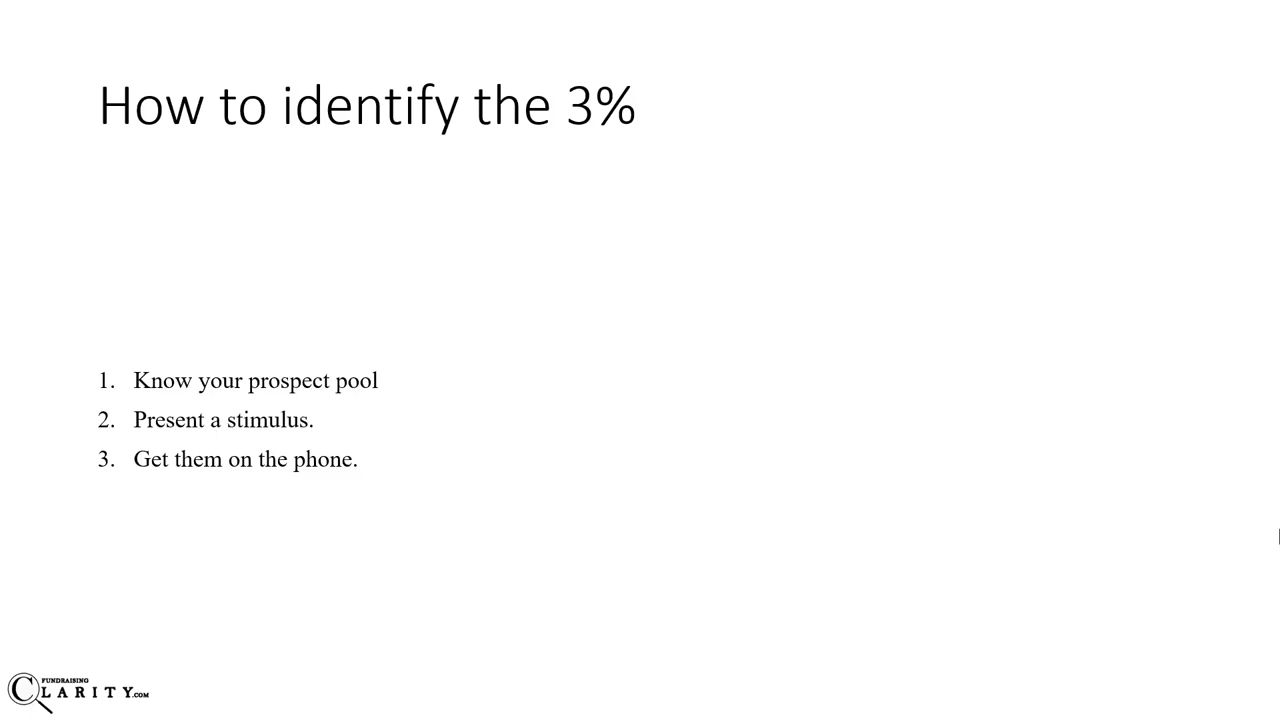 How to identify the 3%
1. Know your prospect pool
2. Present a stimulus.
3. Get them on the phone.
FUNDRAISING
CLARITY.COM